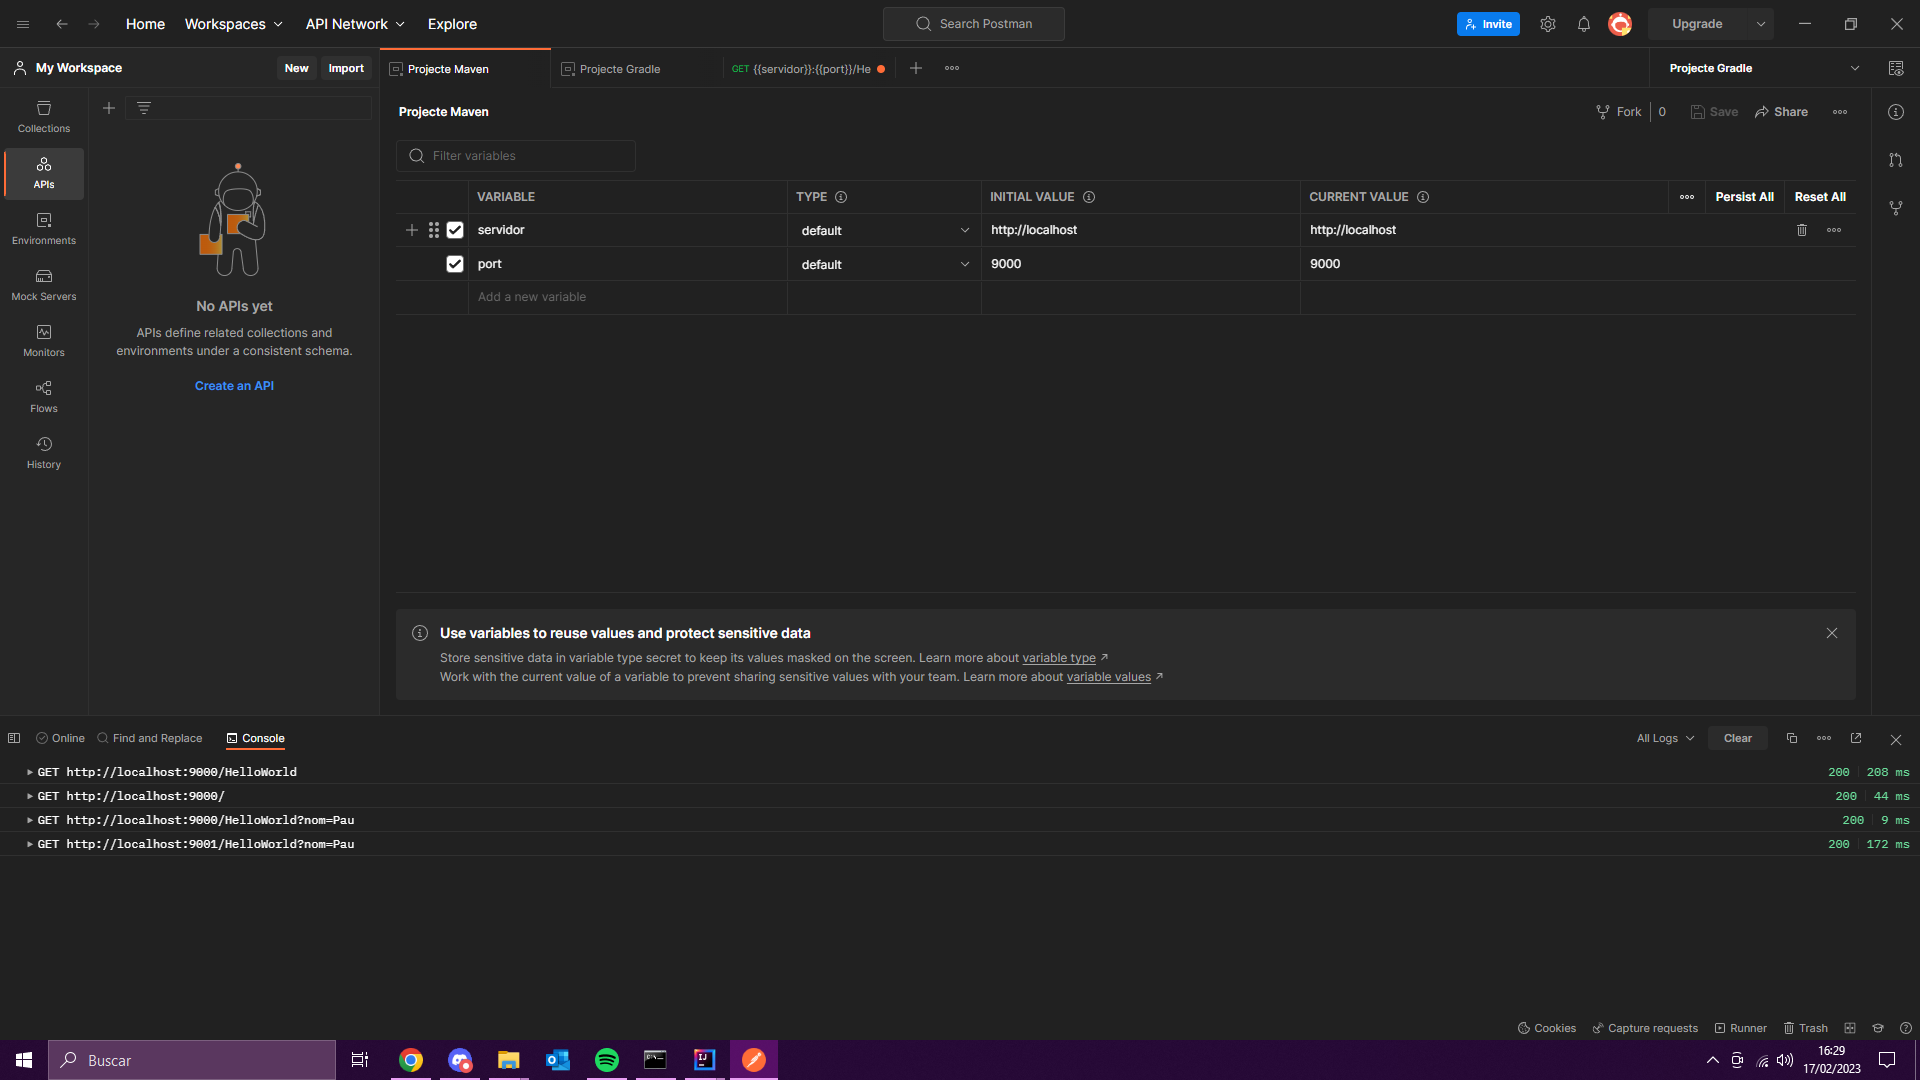 Home
Workspaces
API Network
Explore
Search Postman
Invite
Upgrade
My Workspace
New
Import
Projecte Maven
Projecte Gradle
GET {{servidor}}:{{port}}/He
Projecte Gradle
Collections
APIs
Environments
Mock Servers
Monitors
Flows
History
No APIs yet
APIs define related collections and
environments under a consistent schema.
Create an API
Projecte Maven
Fork 0
Save
Share
Filter variables
VARIABLE TYPE INITIAL VALUE CURRENT VALUE Persist All Reset All
servidor default http://localhost http://localhost
port default 9000 9000
Add a new variable
Use variables to reuse values and protect sensitive data
Store sensitive data in variable type secret to keep its values masked on the screen. Learn more about variable type ↗
Work with the current value of a variable to prevent sharing sensitive values with your team. Learn more about variable values ↗
Online
Find and Replace
Console
All Logs
Clear
GET http://localhost:9000/HelloWorld 200 208 ms
GET http://localhost:9000/ 200 44 ms
GET http://localhost:9000/HelloWorld?nom=Pau 200 9 ms
GET http://localhost:9001/HelloWorld?nom=Pau 200 172 ms
Cookies
Capture requests
Runner
Trash
Buscar
16:29
17/02/2023